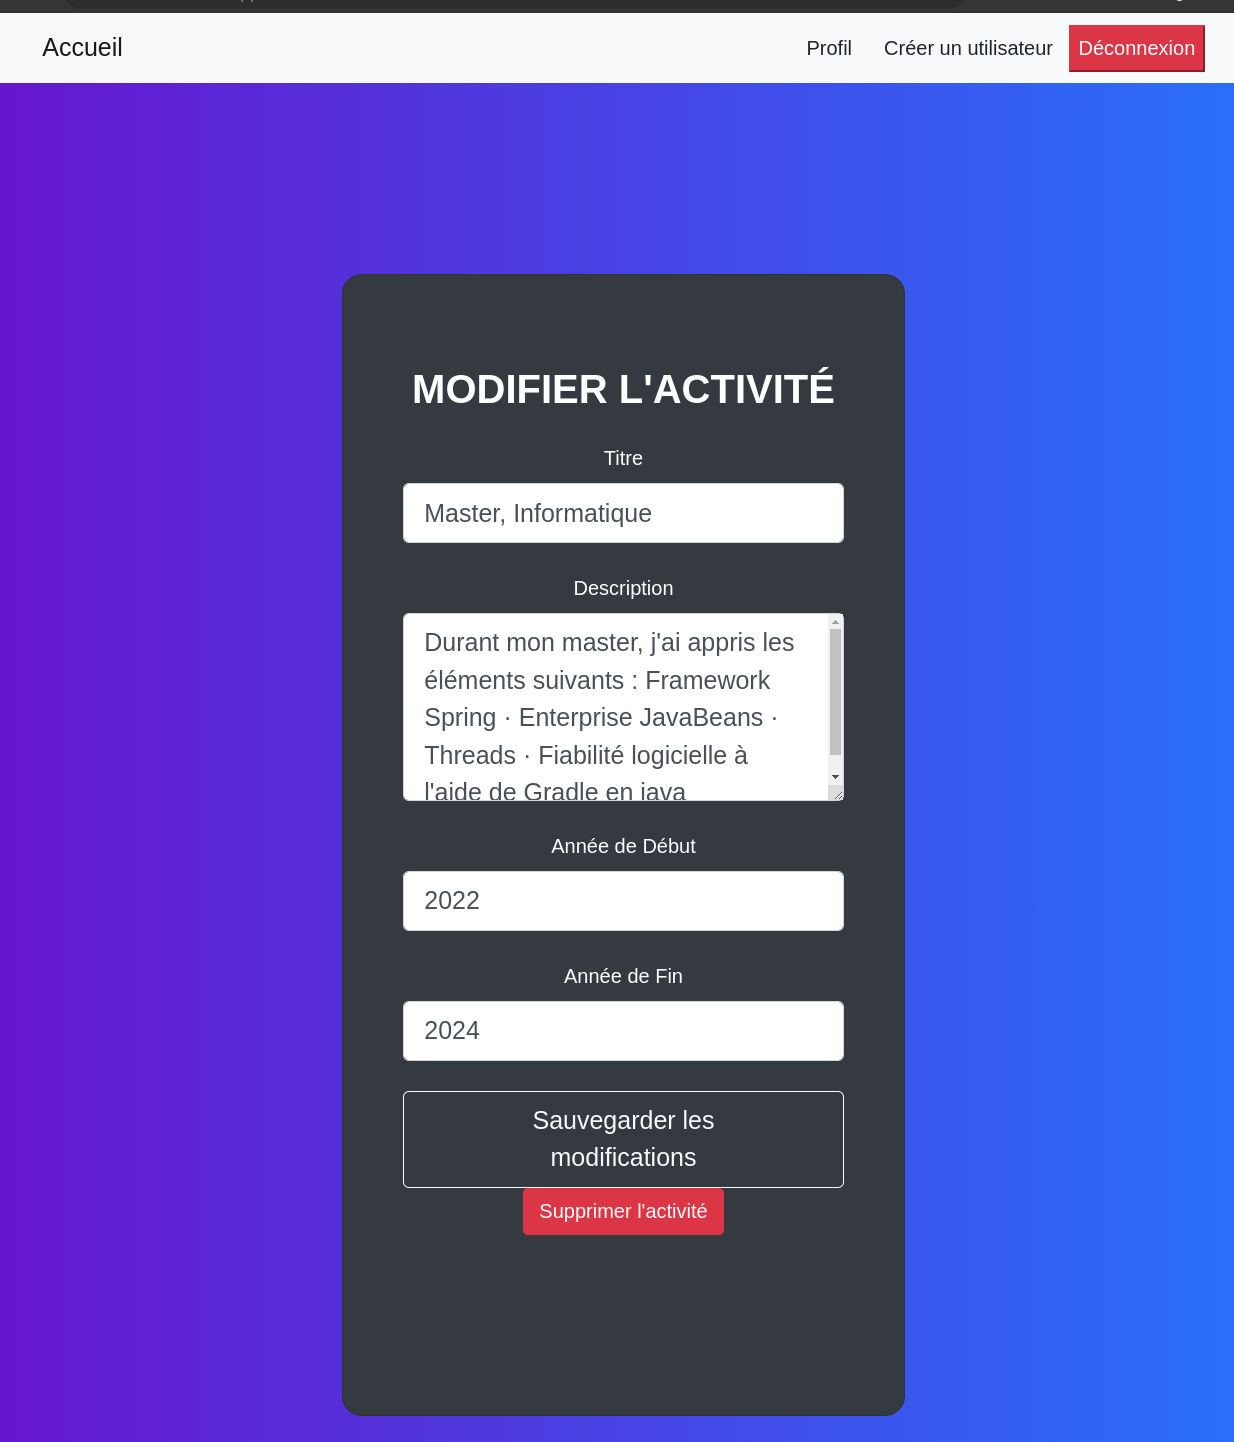 Accueil
Profil
Créer un utilisateur
Déconnexion
MODIFIER L'ACTIVITÉ
Titre
Master, Informatique
Description
Durant mon master, j'ai appris les
éléments suivants : Framework
Spring · Enterprise JavaBeans ·
Threads · Fiabilité logicielle à
l'aide de Gradle en java
Année de Début
2022
Année de Fin
2024
Sauvegarder les
modifications
Supprimer l'activité